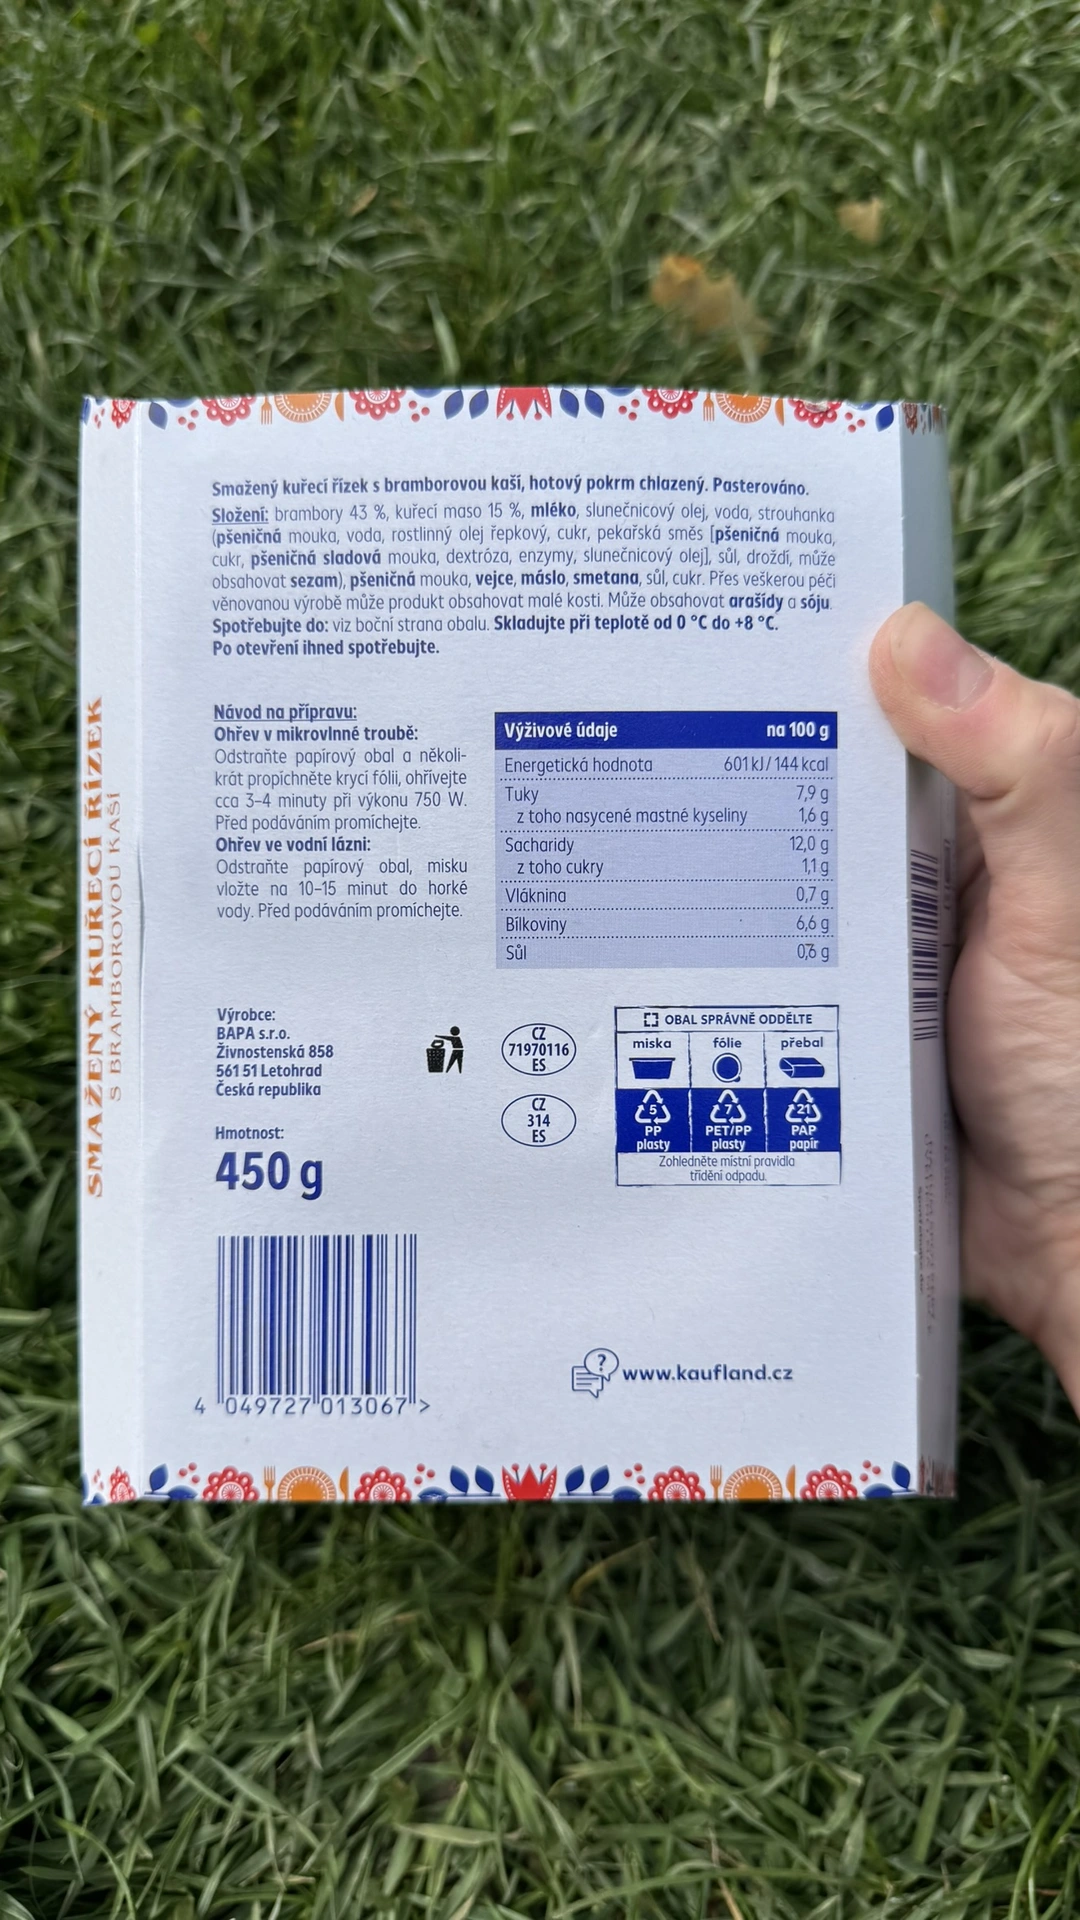 Smažený kuřecí řízek s bramborovou kaší, hotový pokrm chlazený. Pasterováno.
Složení: brambory 43 %, kuřecí maso 15 %, mléko, slunečnicový olej, voda, strouhanka
(pšeničná mouka, voda, rostlinný olej řepkový, cukr, pekařská směs [pšeničná mouka,
cukr, pšeničná sladová mouka, dextróza, enzymy, slunečnicový olej], sůl, droždí, může
obsahovat sezam), pšeničná mouka, vejce, máslo, smetana, sůl, cukr. Přes veškerou péči
věnovanou výrobě může produkt obsahovat malé kosti. Může obsahovat arašídy a sóju.
Spotřebujte do: viz boční strana obalu. Skladujte při teplotě od 0 °C do +8 °C.
Po otevření ihned spotřebujte.
Návod na přípravu:
Ohřev v mikrovlnné troubě:
Odstraňte papírový obal a několi-
krát propíchněte krycí fólii, ohřívejte
cca 3-4 minuty při výkonu 750 W.
Před podáváním promíchejte.
Ohřev ve vodní lázni:
Odstraňte papírový obal, misku
vložte na 10-15 minut do horké
vody. Před podáváním promíchejte.
Výživové údaje na 100 g
Energetická hodnota 601 kJ / 144 kcal
Tuky 7,9 g
z toho nasycené mastné kyseliny 1,6 g
Sacharidy 12,0 g
z toho cukry 1,1 g
Vláknina 0,7 g
Bílkoviny 6,6 g
Sůl g
SMAŽENÝ KUŘECÍ ŘÍZEK
S BRAMBOROVOU KAŠÍ
Výrobce:
BAPA s.r.o.
Živnostenská 858
561 51 Letohrad
Česká republika
Hmotnost:
450 g
CZ
71970116
ES
CZ
314
ES
OBAL SPRÁVNĚ ODDĚLTE
miska fólie přebal
5 7 21
PP PET/PP PAP
plasty plasty papír
Zohledněte místní pravidla
třídění odpadu.
4 049727 013067 >
? www.kaufland.cz